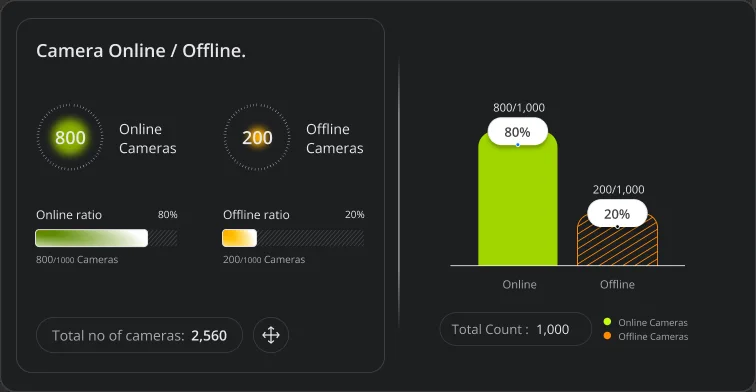 Camera Online / Offline.
800
Online
Cameras
200
Offline
Cameras
Online ratio
80%
800/1000 Cameras
Offline ratio
20%
200/1000 Cameras
Total no of cameras: 2,560
800/1,000
80%
200/1,000
20%
Online
Offline
Total Count : 1,000
Online Cameras
Offline Cameras